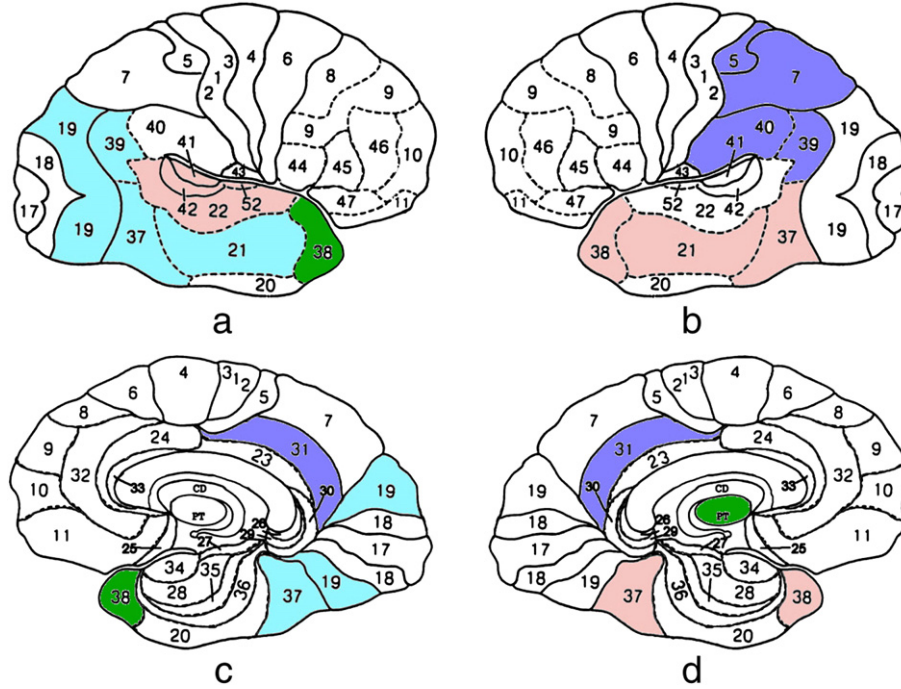 5 3 4 6
7 1 8
2 9
19 40 9
39 41 46 10
18 44 45
43
17 42 22 52 47 11
19 37 21 38
20
a
6 4 3 5
8 1 7
9 2
9 40 19
10 46 41 39
45 44 18
43
11 47 52 22 42 17
38 21 37 19
20
b
4 3 1 2
6 5
8 7
24
9 31
32 23
10 33 CD 30 19
PT
11 26 18
25 27 29 17
34 35 19 18
38 28 36 37
20
c
2 1 3 4
5 6
7 8
24
31 9
23 32
19 30 CD 33 10
PT
18 26 11
17 29 27 25
18 19 35 34
37 36 28 38
20
d